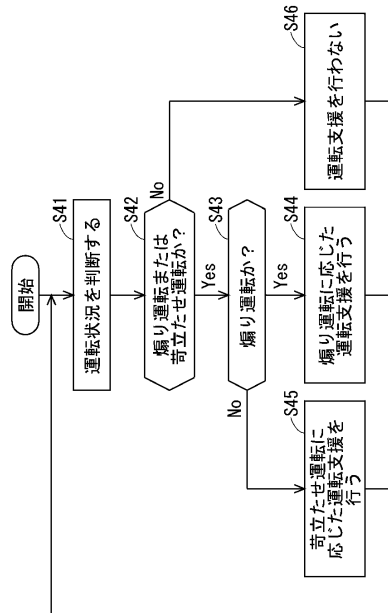 開始
S41
運転状況を判断する
S42
煽り運転または
苛立たせ運転か？
No
Yes
S43
煽り運転か？
No
Yes
S45
苛立たせ運転に
応じた運転支援を
行う
S44
煽り運転に応じた
運転支援を行う
S46
運転支援を行わない